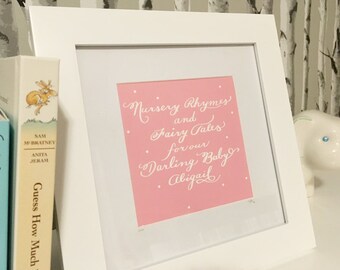 SAM
McBRATNEY
ANITA
JERAM
Guess How Much
Nursery Rhymes
and
Fairy Tales
for our
Darling Baby
Abigail